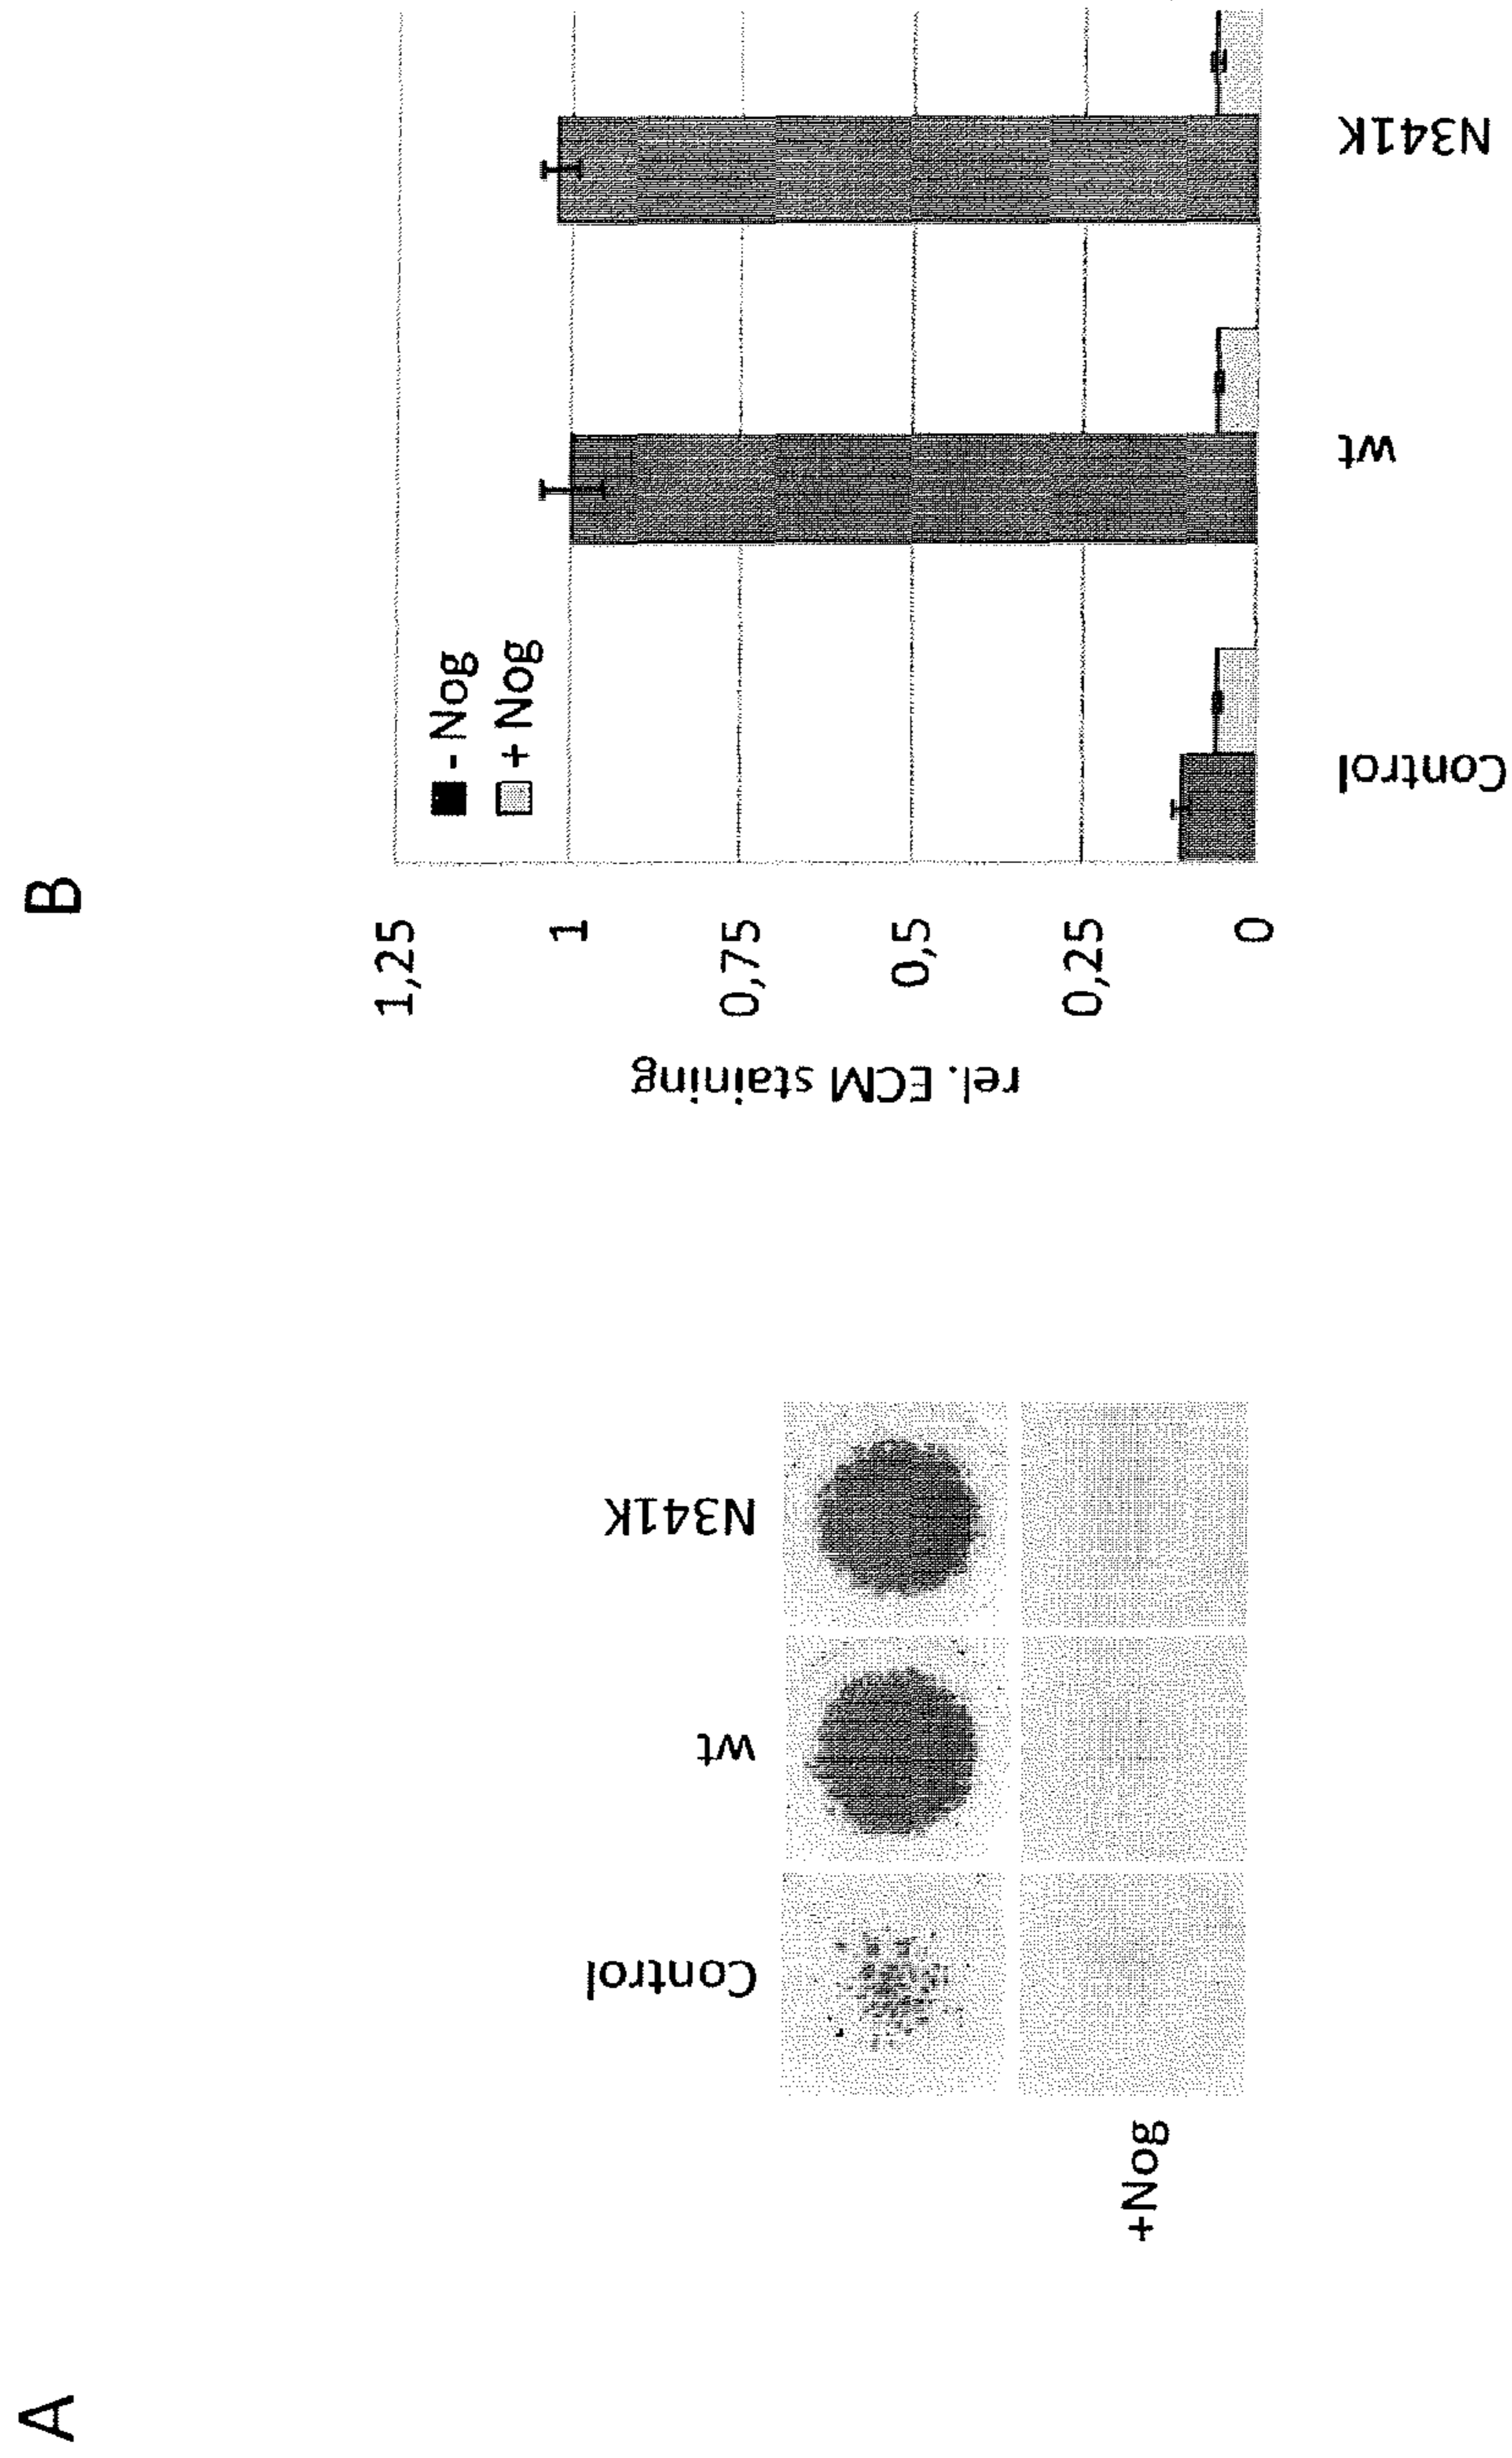 A
Control
wt
N341K
+Nog
B
rel. ECM staining
1,25
1
0,75
0,5
0,25
0
- Nog
+ Nog
Control
wt
N341K